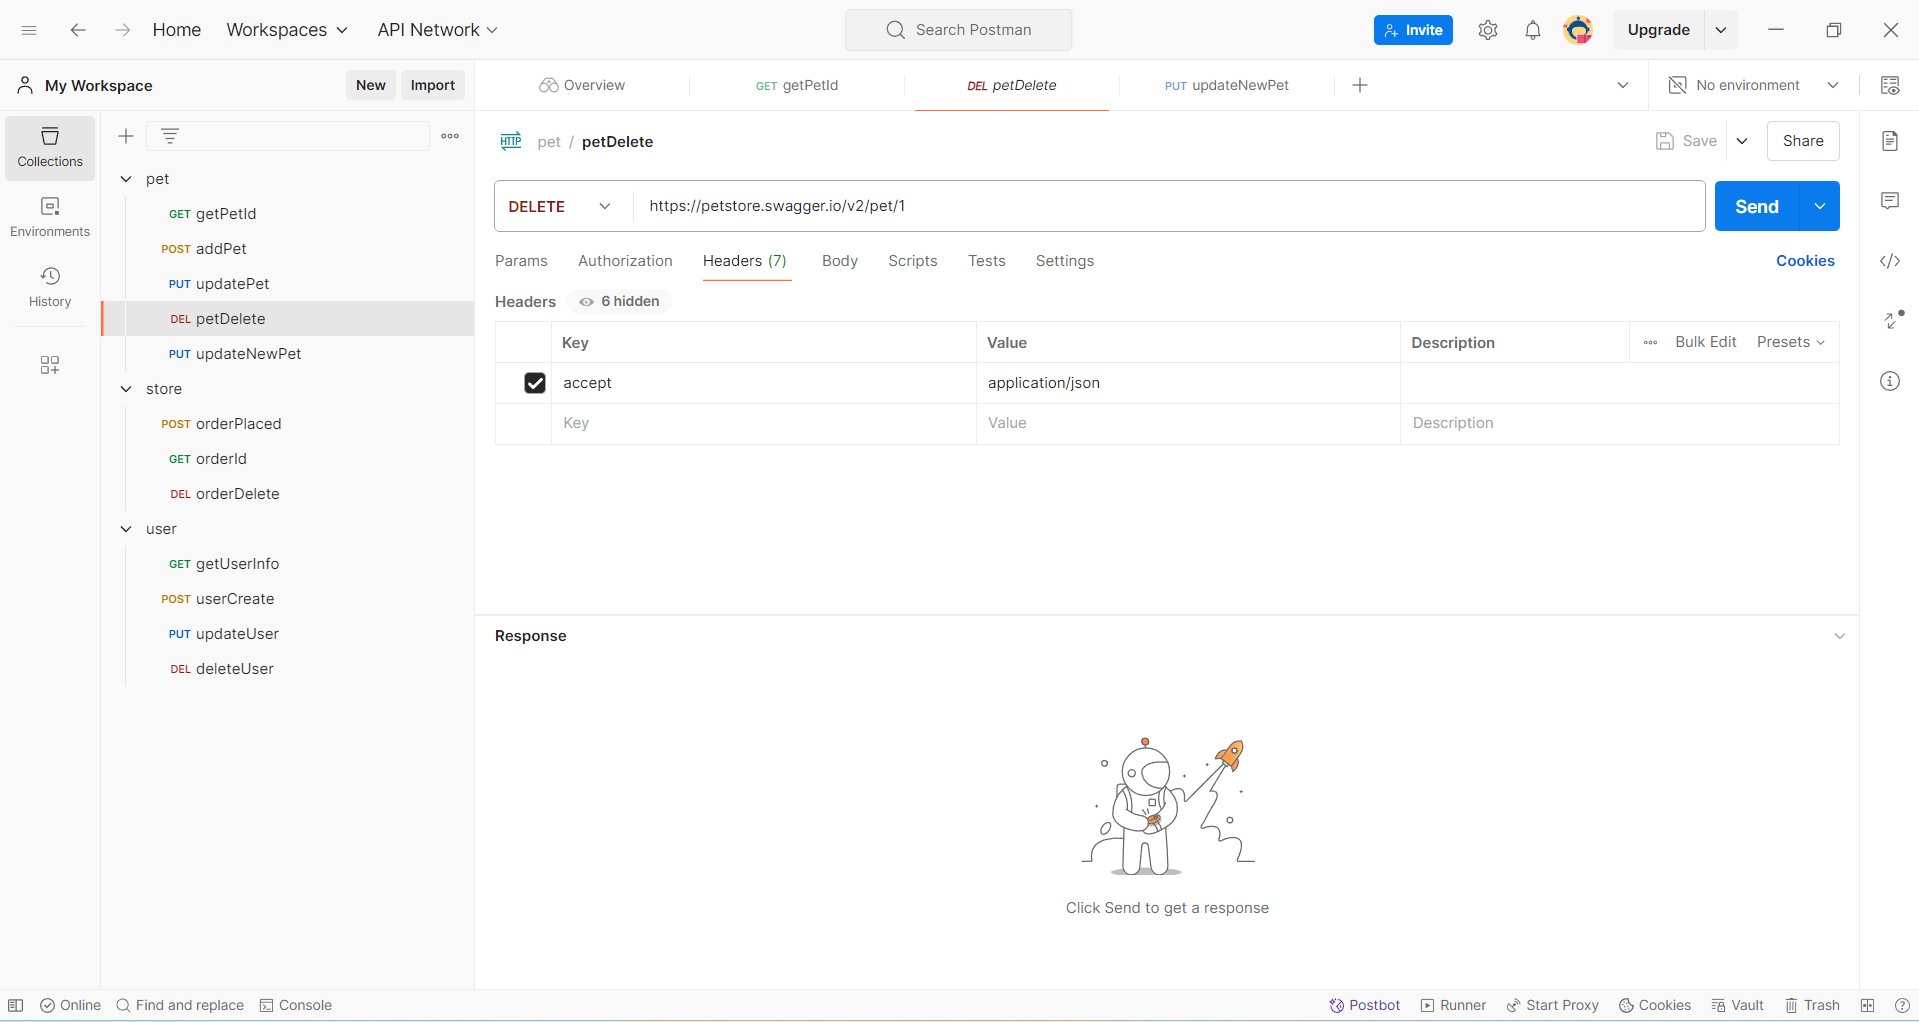 Home Workspaces API Network Search Postman Invite Upgrade
My Workspace New Import Overview GET getPetId DEL petDelete PUT updateNewPet No environment
Collections
Environments
History
pet
GET getPetId
POST addPet
PUT updatePet
DEL petDelete
PUT updateNewPet
store
POST orderPlaced
GET orderId
DEL orderDelete
user
GET getUserInfo
POST userCreate
PUT updateUser
DEL deleteUser
HTTP pet / petDelete Save Share
DELETE https://petstore.swagger.io/v2/pet/1 Send
Params Authorization Headers (7) Body Scripts Tests Settings Cookies
Headers 6 hidden
Key Value Description Bulk Edit Presets
accept application/json
Key Value Description
Response
Click Send to get a response
Online Find and replace Console Postbot Runner Start Proxy Cookies Vault Trash